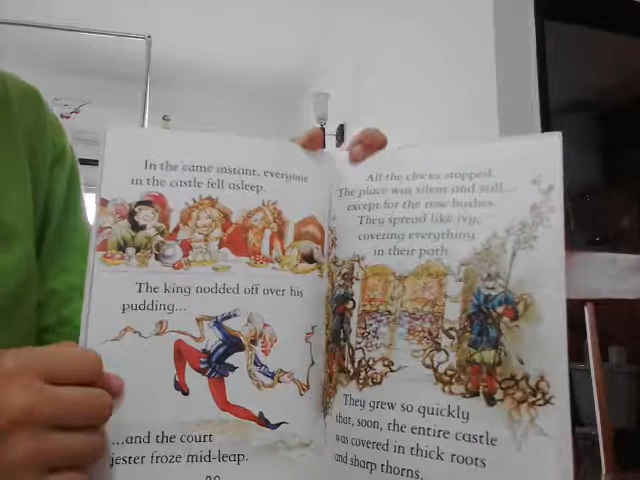 In the same instant, everyone
in the castle fell asleep.
The king nodded off over his
pudding...
...and the court
jester froze mid-leap.
All the clocks stopped.
The place was silent and still...
except for the rose bushes.
They spread like ivy,
covering everything
in their path.
They grew so quickly
that, soon, the entire castle
was covered in thick roots
and sharp thorns.